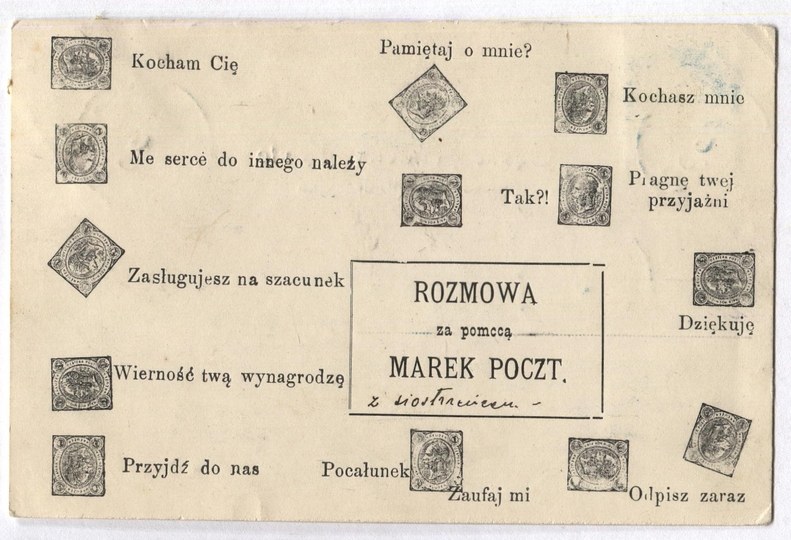 Kocham Cię
Pamiętaj o mnie?
Kochasz mnie
Me serce do innego należy
Tak?!
Pragnę twej
przyjaźni
Zasługujesz na szacunek
ROZMOWA
za pomocą
MAREK POCZT.
z siostrzeńcem. –
Dziękuję
Wierność twą wynagrodzę
Przyjdź do nas
Pocałunek
Zaufaj mi
Odpisz zaraz